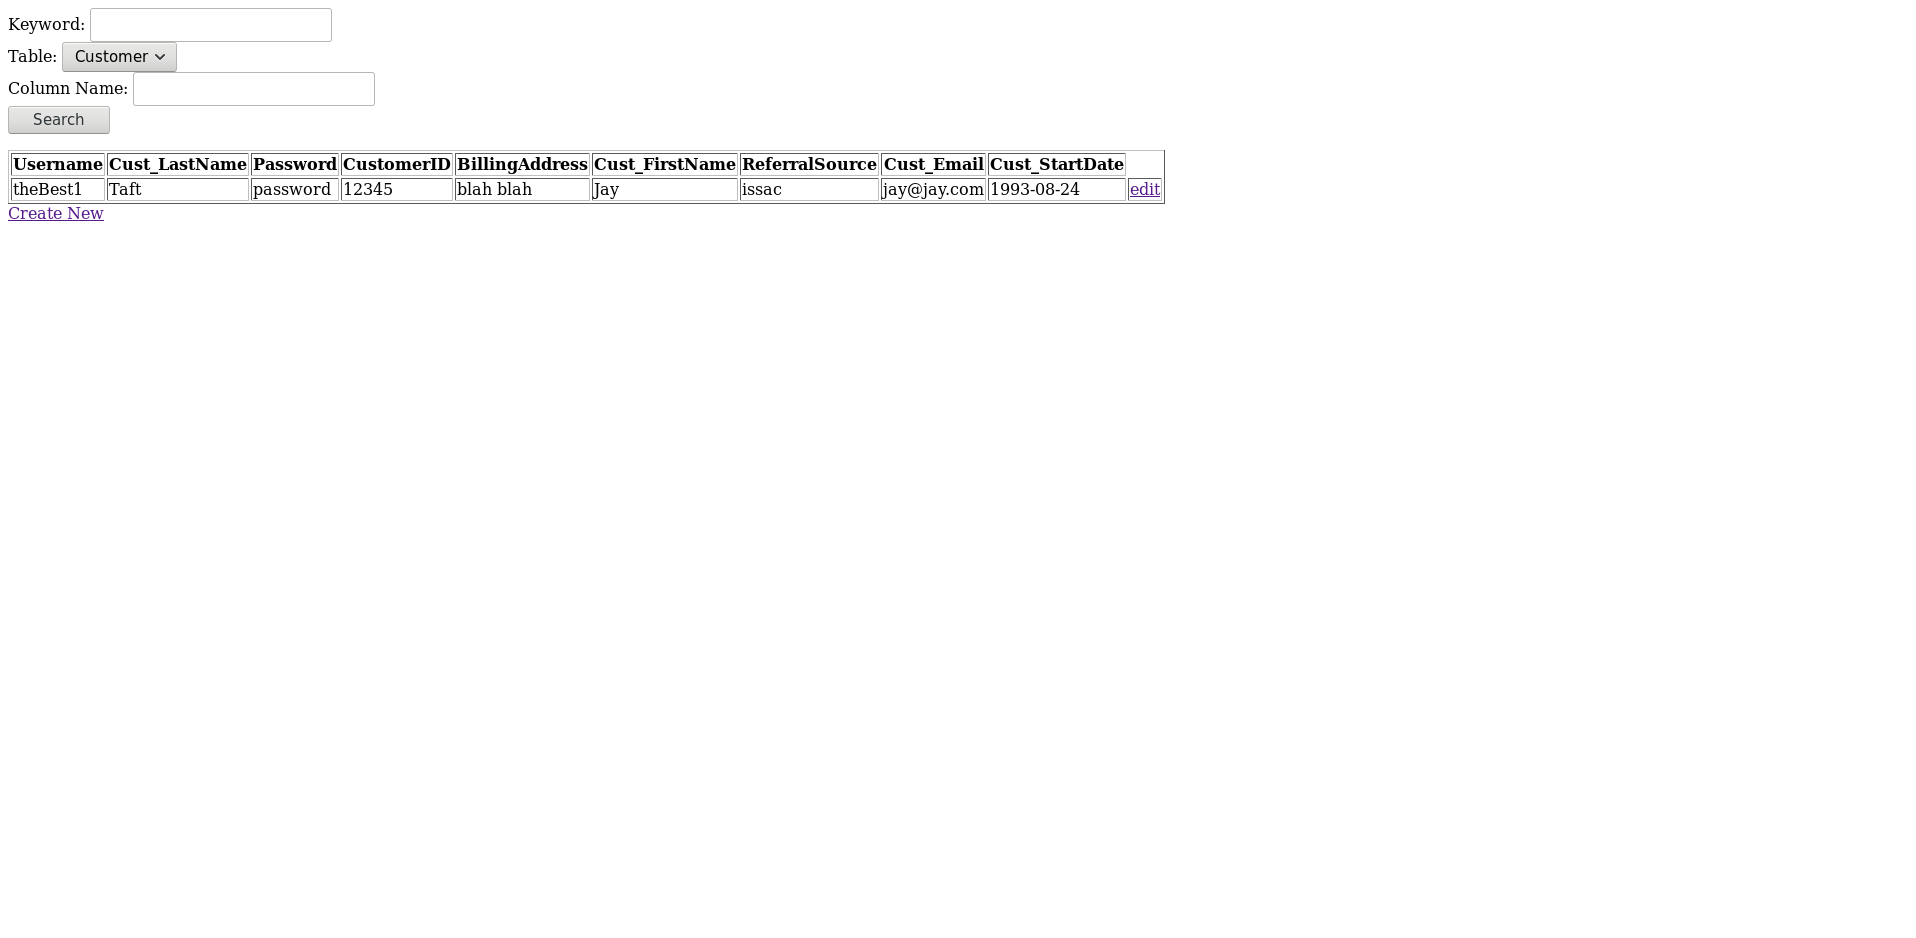 Keyword:
Table: Customer
Column Name:
Search
Username Cust_LastName Password CustomerID BillingAddress Cust_FirstName ReferralSource Cust_Email Cust_StartDate
theBest1 Taft password 12345 blah blah Jay issac jay@jay.com 1993-08-24 edit
Create New